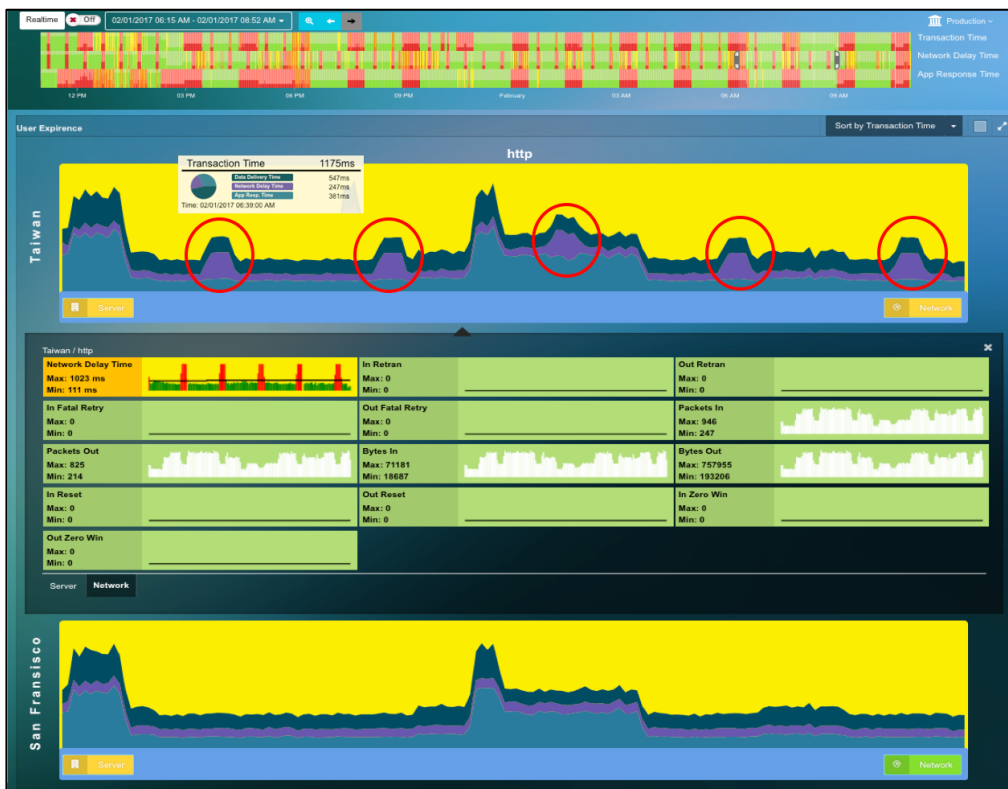 Realtime Off 02/01/2017 06:15 AM - 02/01/2017 08:52 AM Production
Transaction Time
Network Delay Time
App Response Time
12 PM 03 PM 06 PM 09 PM February 03 AM 06 AM 09 AM
User Expirence Sort by Transaction Time
http
Transaction Time 1175ms
Data Delivery Time 547ms
Network Delay Time 247ms
App Resp. Time 381ms
Time: 02/01/2017 06:39:00 AM
Taiwan
Server Network
Taiwan / http
Network Delay Time
Max: 1023 ms
Min: 111 ms
In Retran
Max: 0
Min: 0
Out Retran
Max: 0
Min: 0
In Fatal Retry
Max: 0
Min: 0
Out Fatal Retry
Max: 0
Min: 0
Packets In
Max: 946
Min: 247
Packets Out
Max: 825
Min: 214
Bytes In
Max: 71181
Min: 18687
Bytes Out
Max: 757955
Min: 193206
In Reset
Max: 0
Min: 0
Out Reset
Max: 0
Min: 0
In Zero Win
Max: 0
Min: 0
Out Zero Win
Max: 0
Min: 0
Server Network
San Fransisco
Server Network